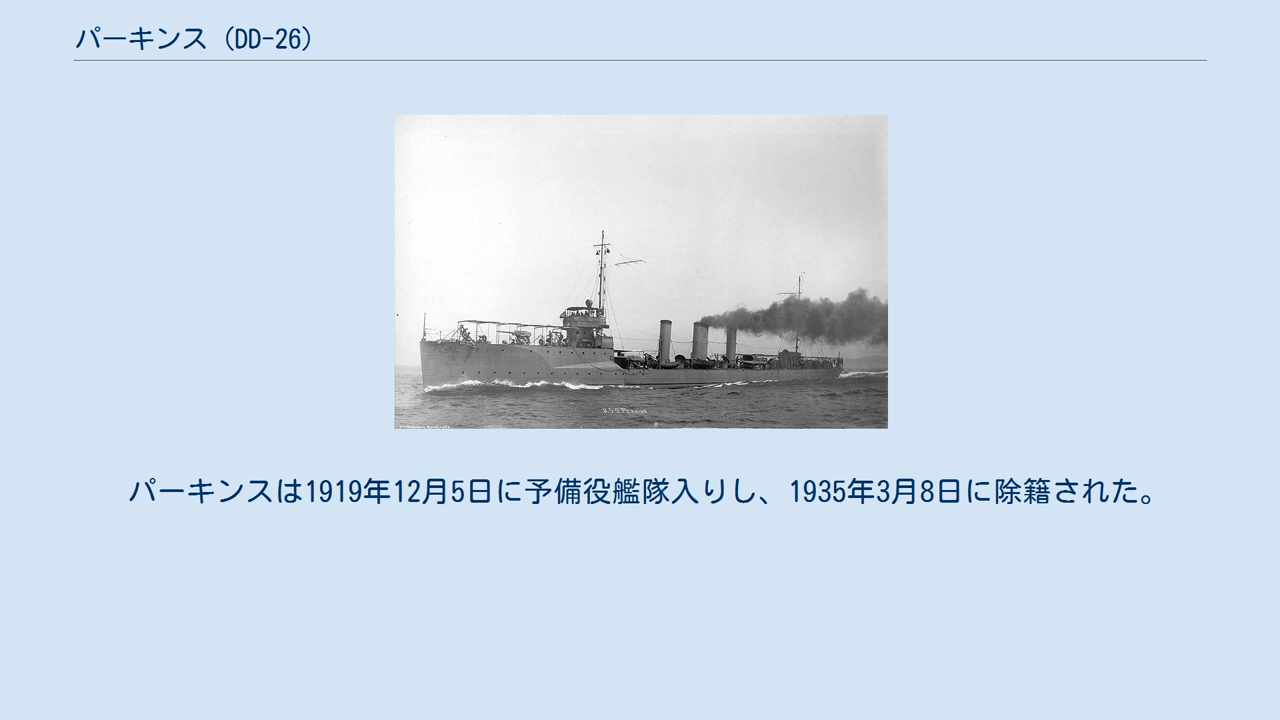 パーキンス（DD-26）
U.S.S. PERKINS
パーキンスは1919年12月5日に予備役艦隊入りし、1935年3月8日に除籍された。